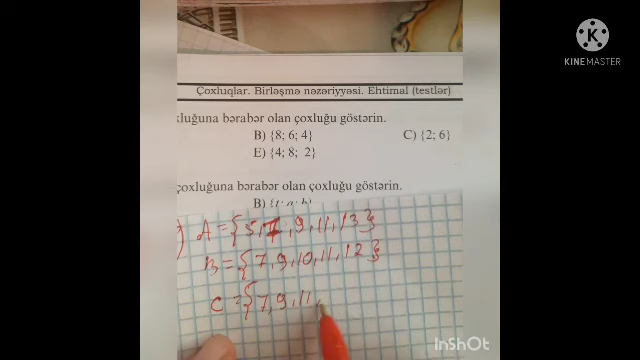 KINEMASTER
Çoxluqlar. Birləşmə nəzəriyyəsi. Ehtimal (testlər)
xluğuna bərabər olan çoxluğu göstərin.
B) {8; 6; 4} C) {2; 6}
E) {4; 8; 2}
çoxluğuna bərabər olan çoxluğu göstərin.
B)
) A = {5, 7, 9, 11, 13}
B = {7, 9, 10, 11, 12}
C = {7, 9, 11,
InShOt